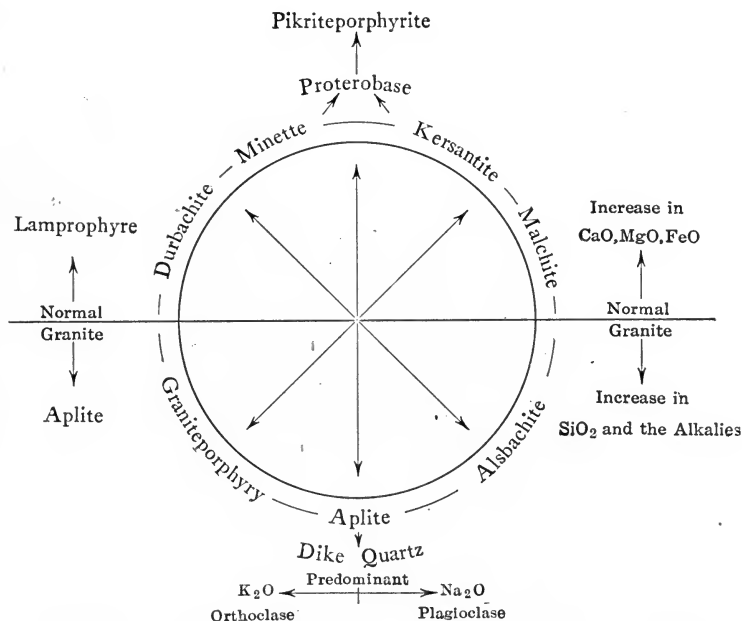 Pikriteporphyrite
Proterobase
Minette
Kersantite
Durbachite
Malchite
Lamprophyre
Increase in
CaO,MgO,FeO
Normal
Granite
Normal
Granite
Aplite
Increase in
SiO₂ and the Alkalies
Graniteporphyry
Alsbachite
Aplite
Dike Quartz
Predominant
K₂O
Na₂O
Orthoclase
Plagioclase